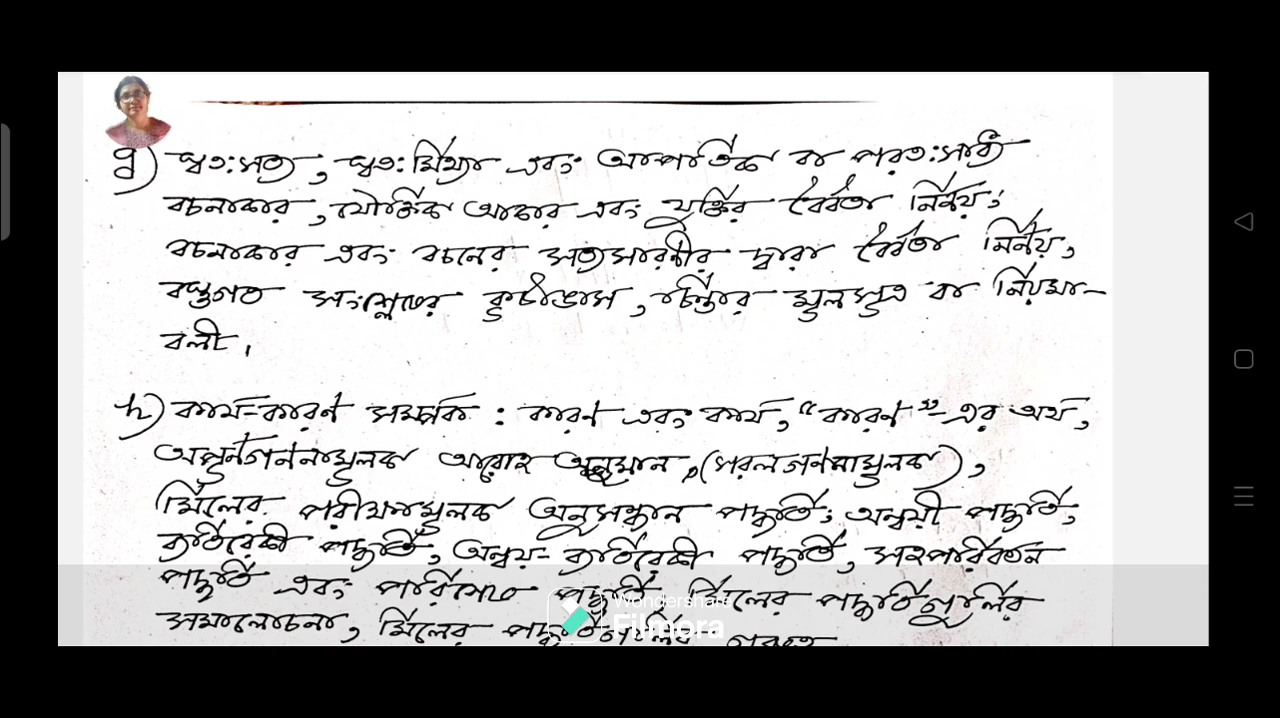 g) স্বতঃসত্য, স্বতঃমিথ্যা এবং আপতিক বা পরতঃসাধ্য
বচনাকার, যৌক্তিক আকার এবং যুক্তির বৈধতা নির্ণয়;
বচনাকার এবং বচনের সত্যসারণীর দ্বারা বৈধতা নির্ণয়,
বস্তুগত সংশ্লেষের কূটাভাস, চিন্তার মূলসূত্র বা নিয়মা-
বলী।
h) কার্য-কারণ সম্পর্ক : কারণ এবং কার্য, "কারণ"-এর অর্থ,
অপূর্ণগণনামূলক আরোহ অনুমান, (সরলগণনামূলক),
মিলের পরীক্ষণমূলক অনুসন্ধান পদ্ধতি; অন্বয়ী পদ্ধতি,
ব্যতিরেকী পদ্ধতি, অন্বয়-ব্যতিরেকী পদ্ধতি, সহপরিবর্তন
পদ্ধতি এবং পরিশেষ পদ্ধতি, মিলের পদ্ধতিগুলির
সমালোচনা, মিলের পদ্ধতিগুলির
Wondershare
Filmora